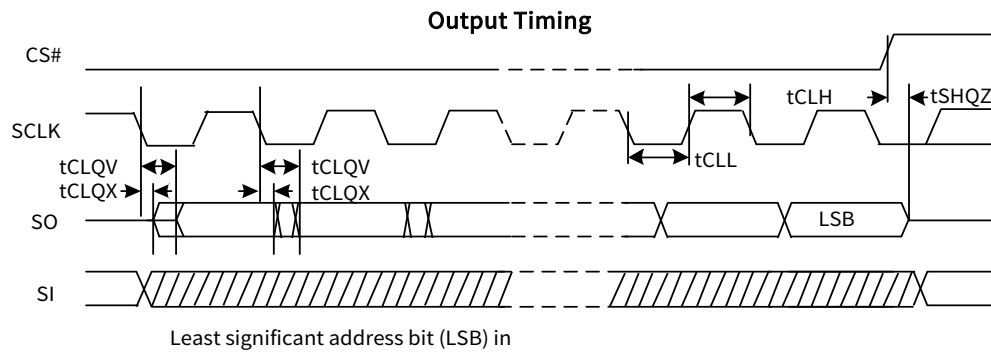 Output Timing
CS#
tCLH
tSHQZ
SCLK
tCLL
tCLQV
tCLQV
tCLQX
tCLQX
SO
LSB
SI
Least significant address bit (LSB) in